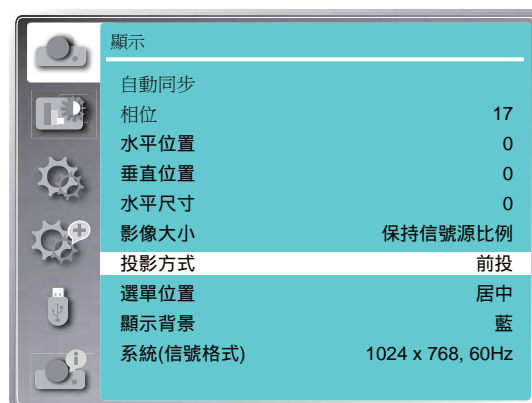 顯示
自動同步
相位 17
水平位置 0
垂直位置 0
水平尺寸 0
影像大小 保持信號源比例
投影方式 前投
選單位置 居中
顯示背景 藍
系統(信號格式) 1024 x 768, 60Hz